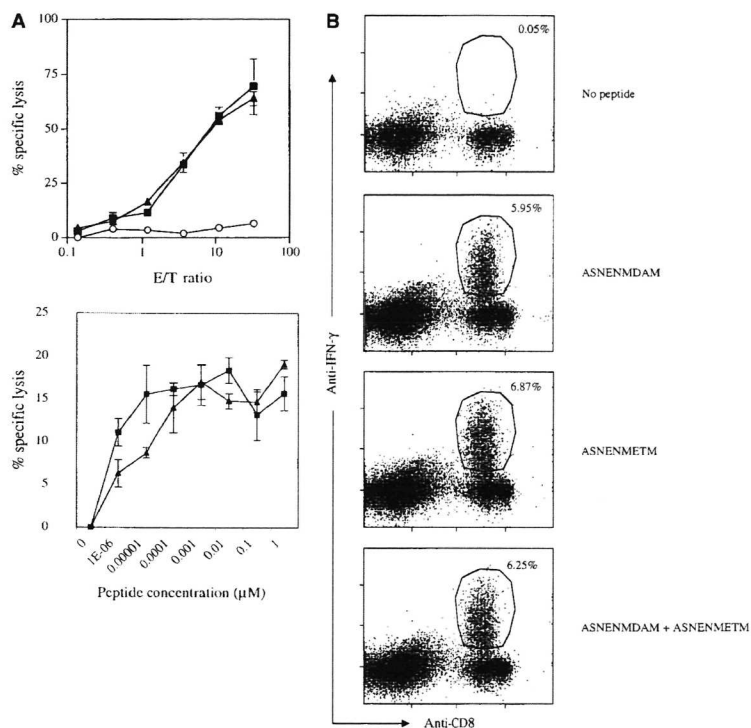 A
100
75
50
25
0
% specific lysis
0.1
1
10
100
E/T ratio
25
20
15
10
5
0
% specific lysis
0
1E-06
0.00001
0.0001
0.001
0.01
0.1
1
Peptide concentration (µM)
B
0.05%
No peptide
5.95%
ASNENMDAM
6.87%
ASNENMETM
6.25%
ASNENMDAM + ASNENMETM
Anti-IFN-γ
Anti-CD8